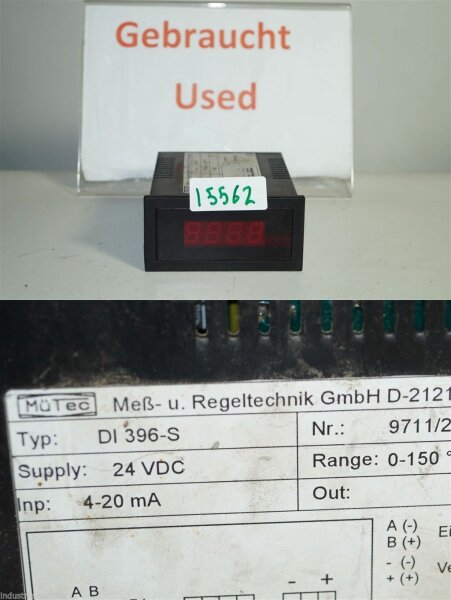 Gebraucht
Used
15562
MüTec Meß- u. Regeltechnik GmbH D-2121
Typ: DI 396-S Nr.: 9711/2
Supply: 24 VDC Range: 0-150 °
Inp: 4-20 mA Out:
A (-)
B (+)
- (-)
+ (+)
A B
- +